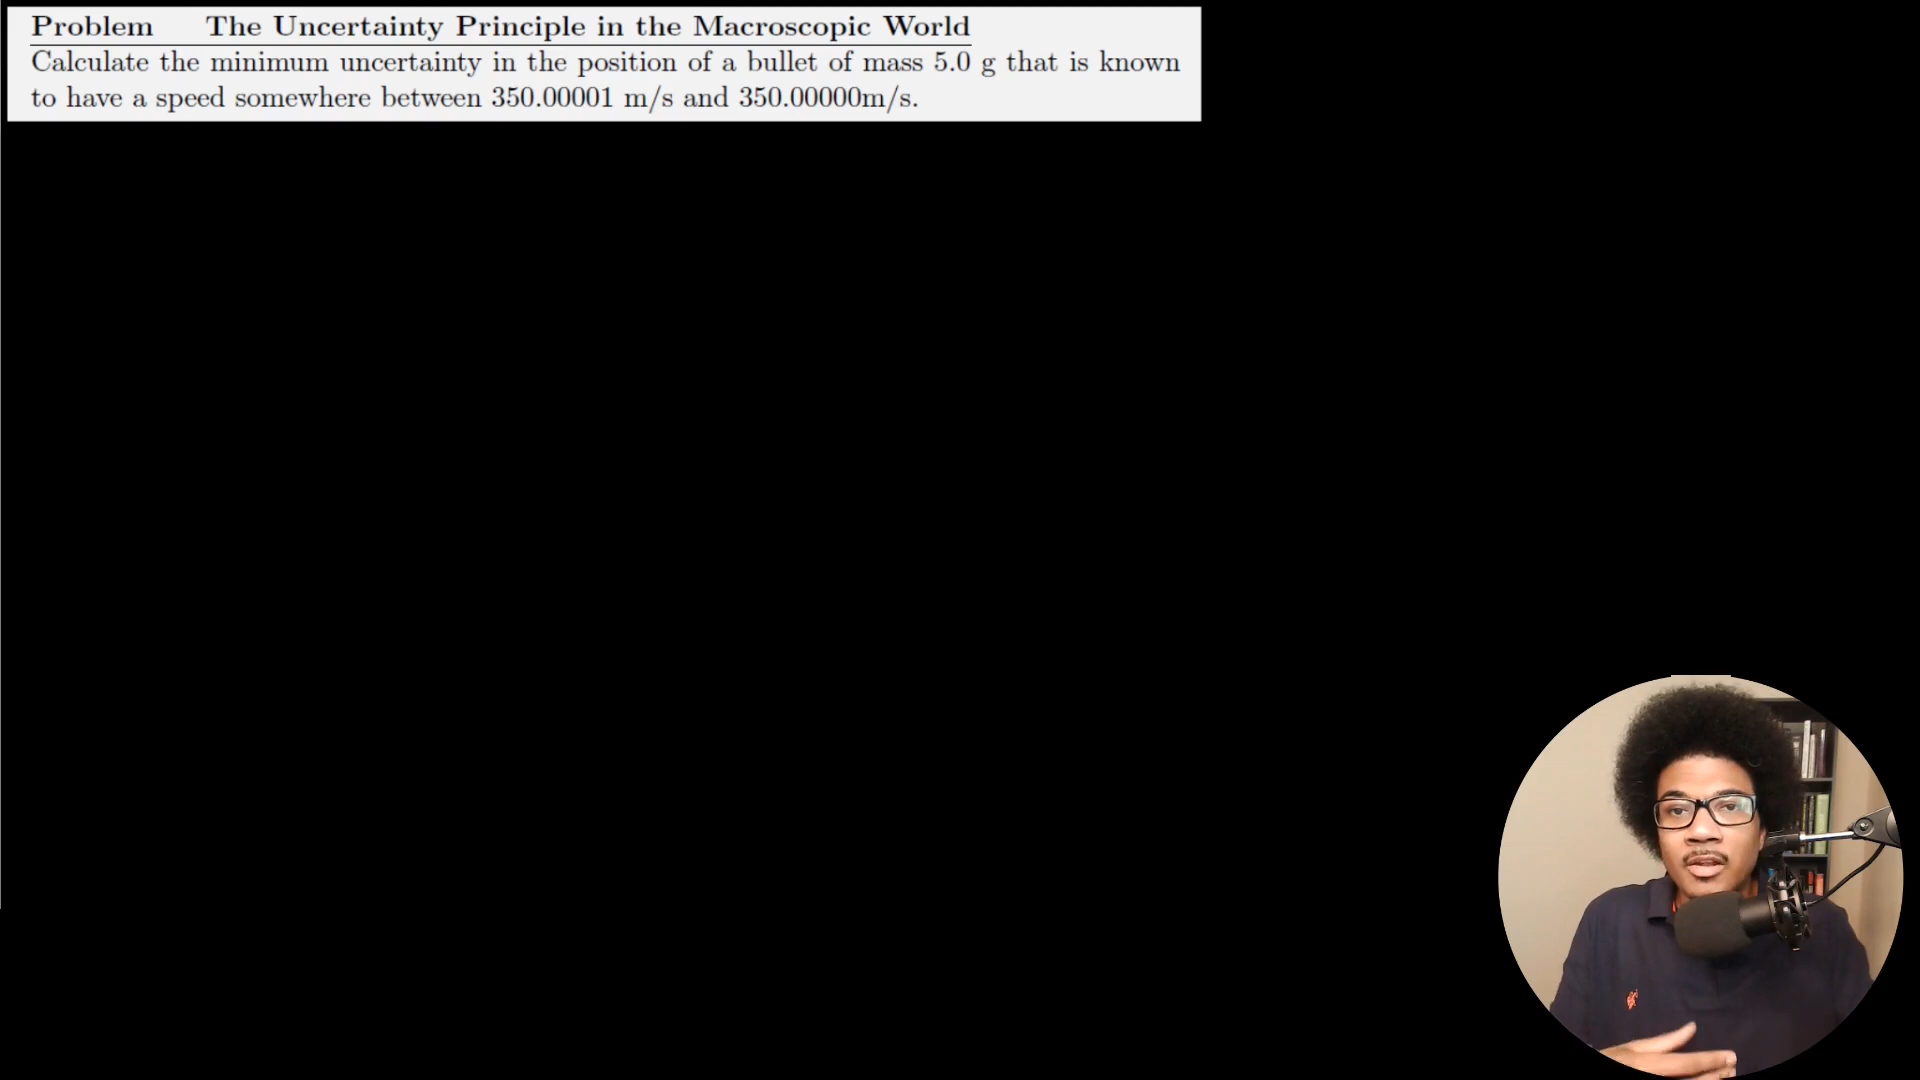 Problem The Uncertainty Principle in the Macroscopic World
Calculate the minimum uncertainty in the position of a bullet of mass 5.0 g that is known
to have a speed somewhere between 350.00001 m/s and 350.00000m/s.